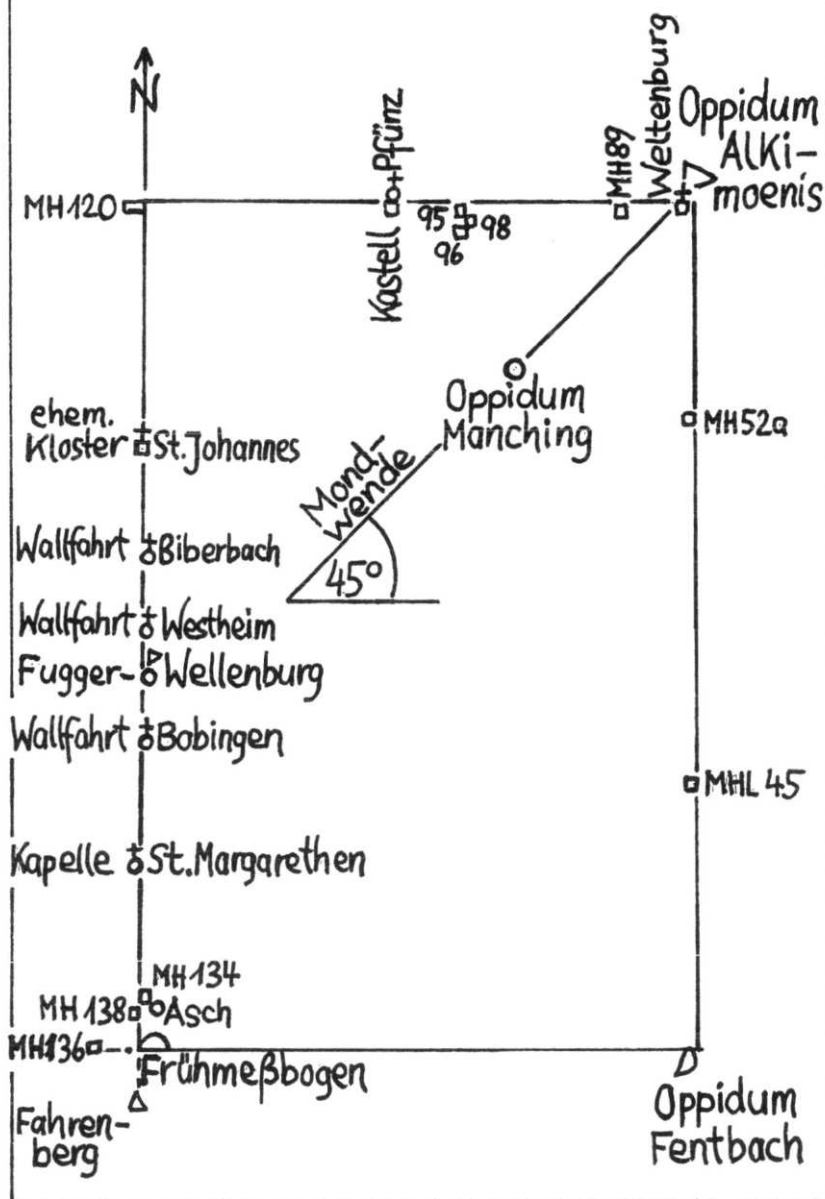 N
Oppidum
Alki-
moenis
Weltenburg
MH89
Kastell Pfünz
MH120
95
98
96
Oppidum
Manching
MH52a
ehem.
Kloster St.Johannes
Mond-
wende
45°
Wallfahrt Biberbach
Wallfahrt Westheim
Fugger- Wellenburg
Wallfahrt Bobingen
MHL 45
Kapelle St.Margarethen
MH134
MH138 Asch
MH136
Frühmeßbogen
Fahren-
berg
Oppidum
Fentbach